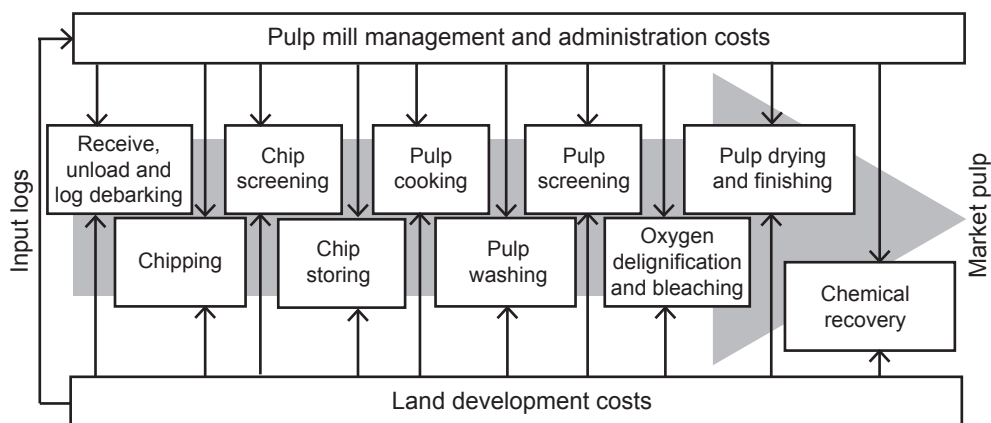 Pulp mill management and administration costs
Input logs
Receive,
unload and
log debarking
Chipping
Chip
screening
Chip
storing
Pulp
cooking
Pulp
washing
Pulp
screening
Oxygen
delignification
and bleaching
Pulp drying
and finishing
Chemical
recovery
Market pulp
Land development costs